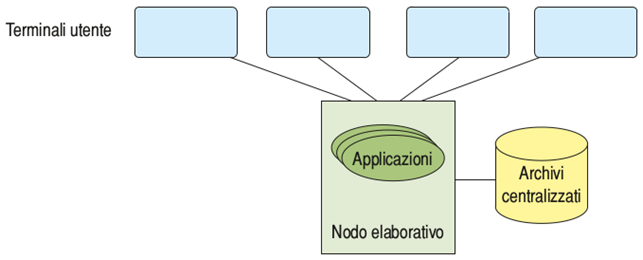 Terminali utente
Applicazioni
Archivi
centralizzati
Nodo elaborativo